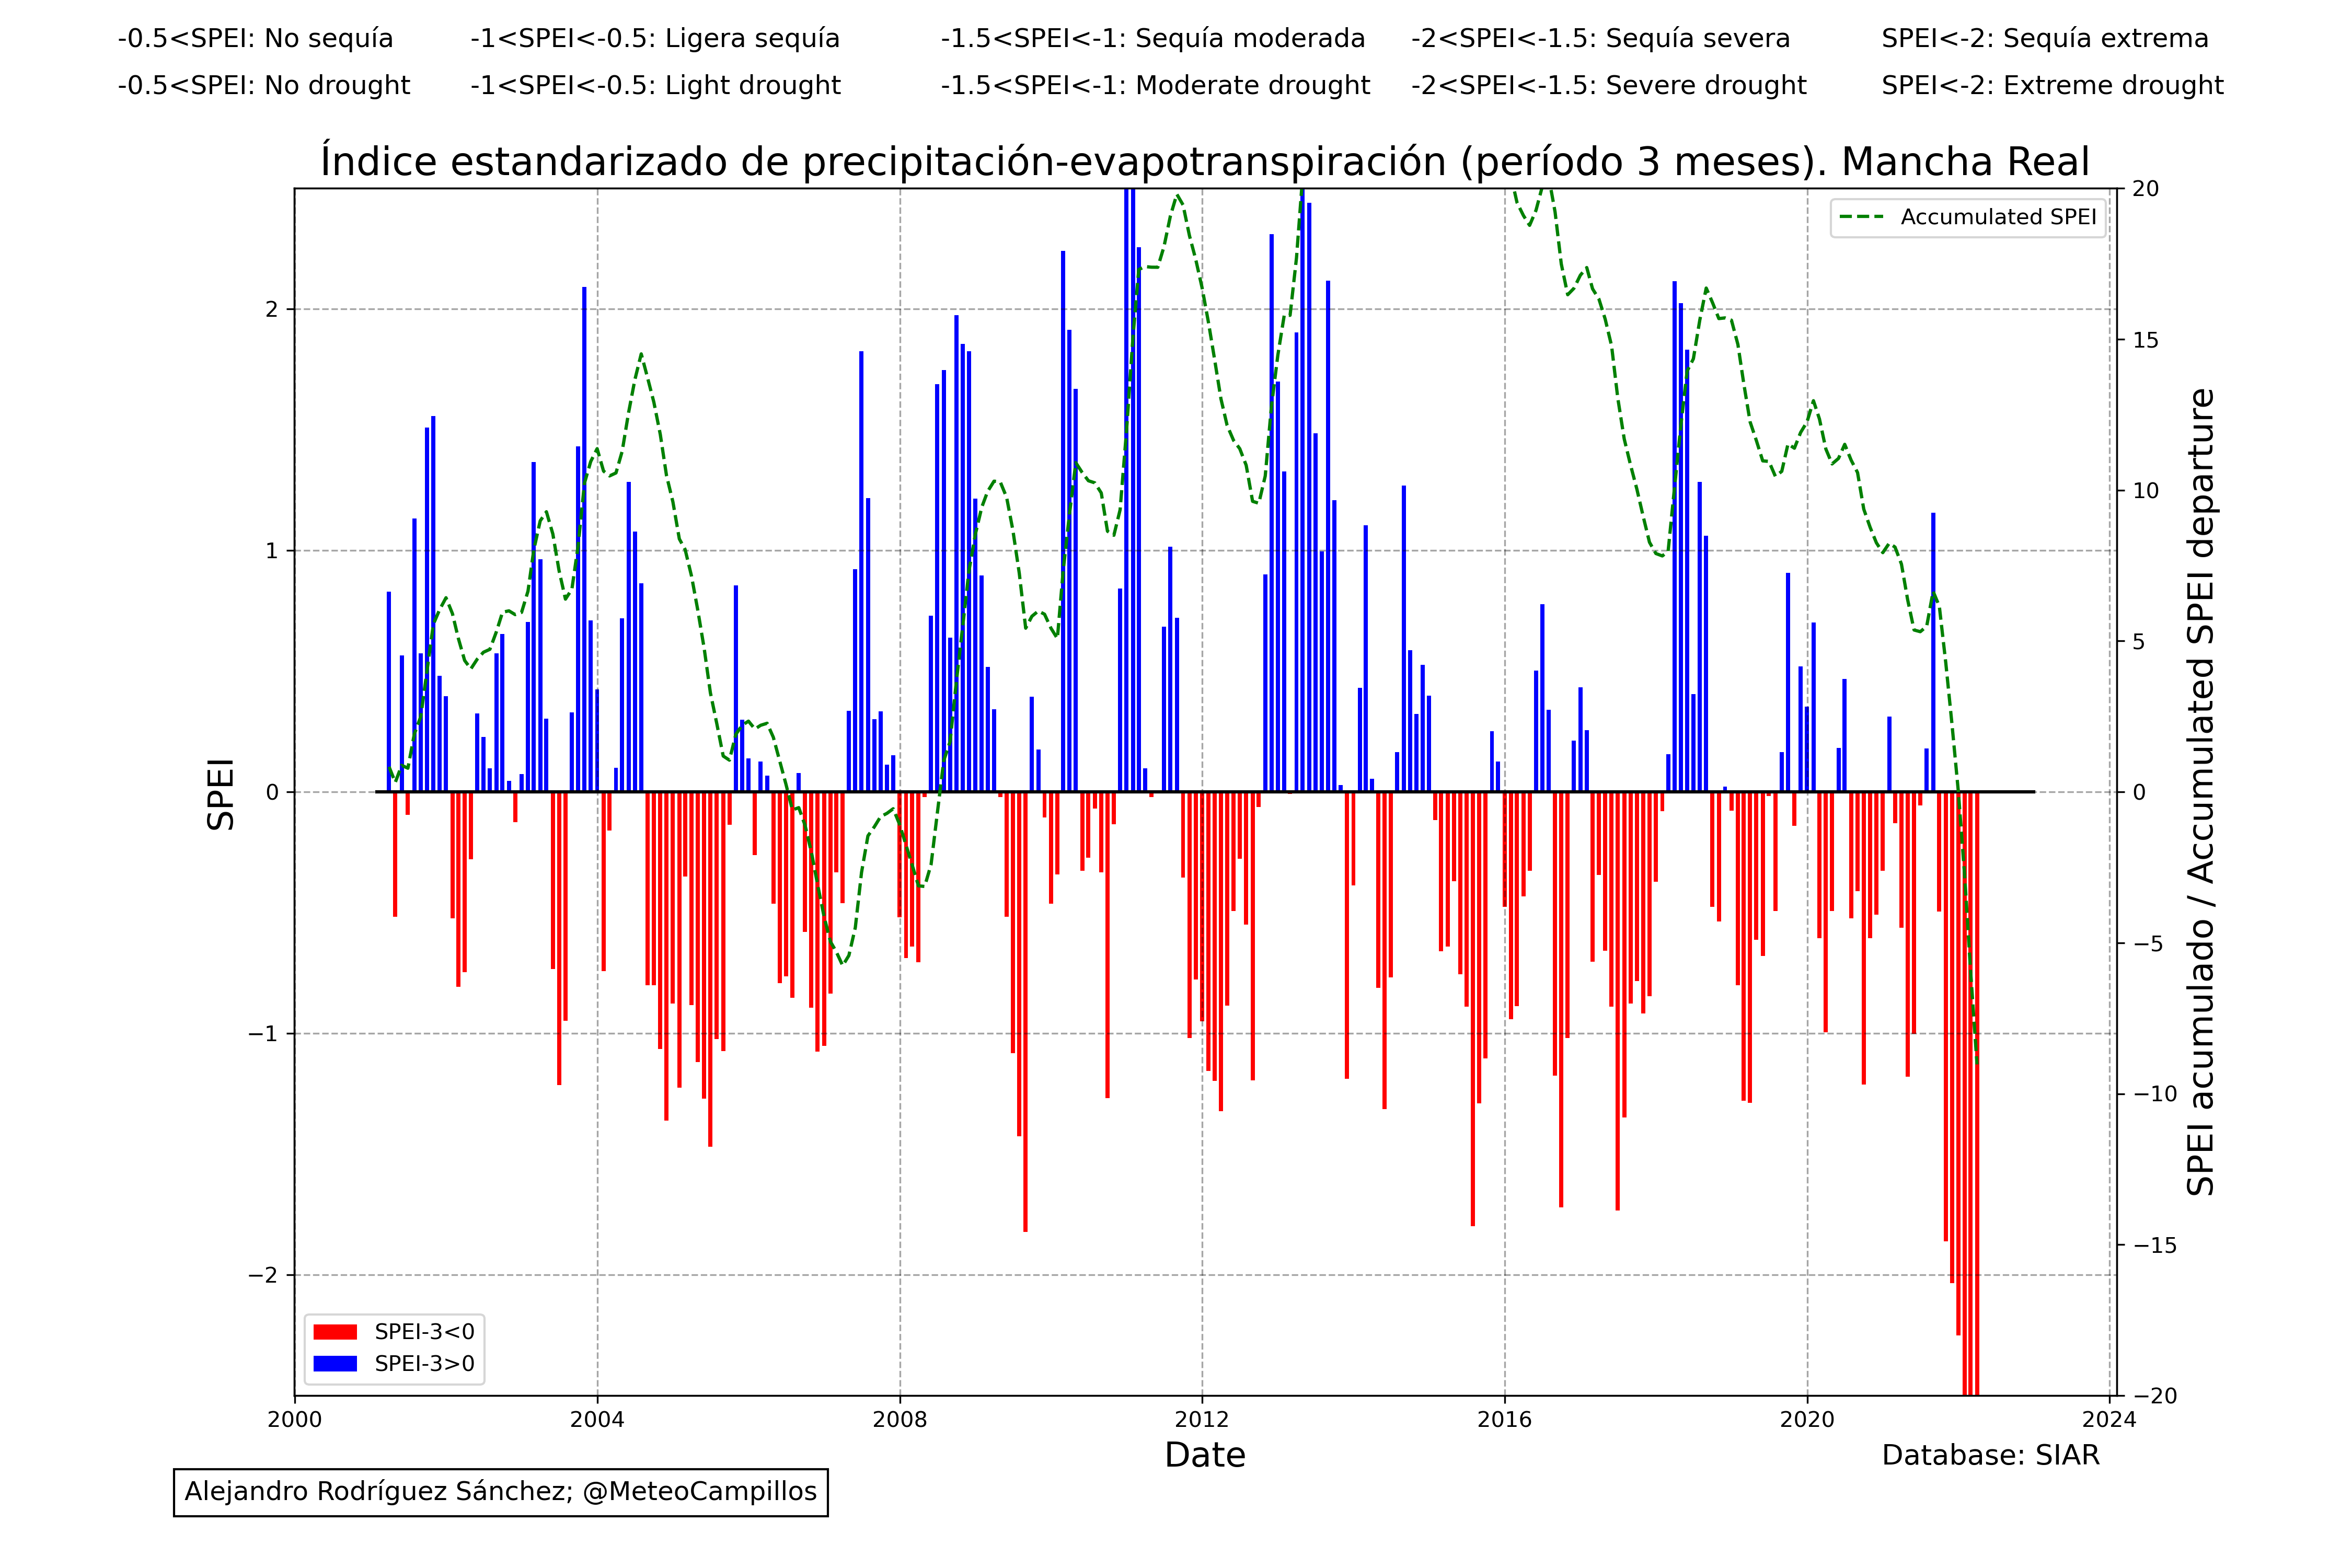 -0.5<SPEI: No sequía -1<SPEI<-0.5: Ligera sequía -1.5<SPEI<-1: Sequía moderada -2<SPEI<-1.5: Sequía severa SPEI<-2: Sequía extrema
-0.5<SPEI: No drought -1<SPEI<-0.5: Light drought -1.5<SPEI<-1: Moderate drought -2<SPEI<-1.5: Severe drought SPEI<-2: Extreme drought
Índice estandarizado de precipitación-evapotranspiración (período 3 meses). Mancha Real
Accumulated SPEI
SPEI
2
1
0
−1
−2
20
15
10
5
0
−5
−10
−15
−20
SPEI acumulado / Accumulated SPEI departure
SPEI-3<0
SPEI-3>0
2000 2004 2008 2012 2016 2020 2024
Date
Database: SIAR
Alejandro Rodríguez Sánchez; @MeteoCampillos